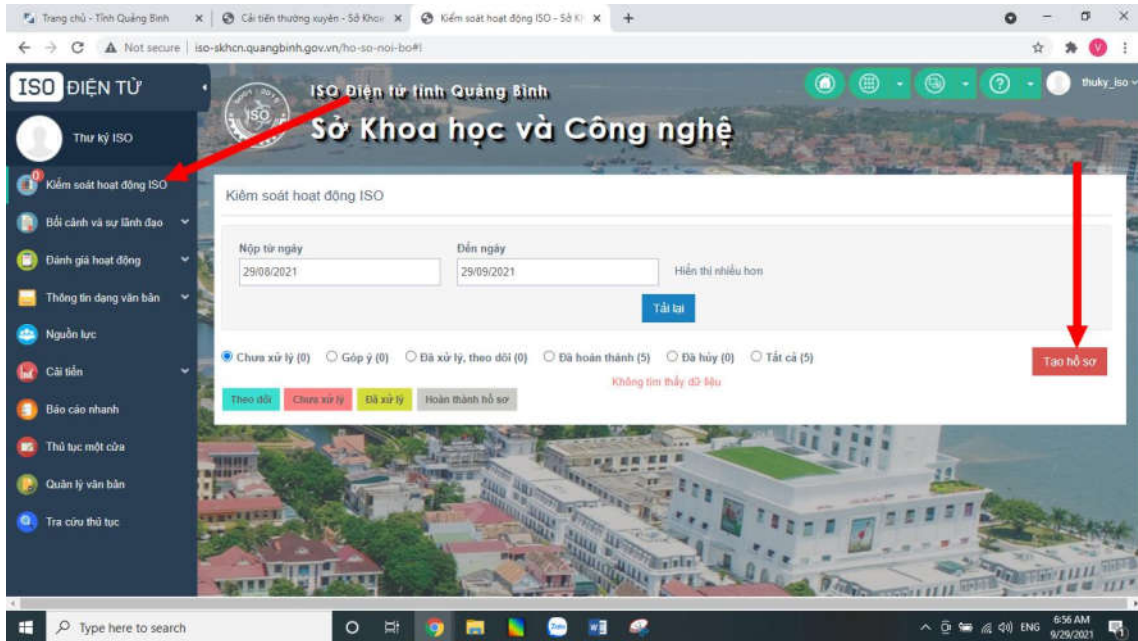 Trang chủ - Tỉnh Quảng Bình
Cải tiến thường xuyên - Sở Kho
Kiểm soát hoạt động ISO - Sở K
Not secure
iso-skhcn.quangbinh.gov.vn/ho-so-noi-bo#!
ISO ĐIỆN TỬ
ISO Điện tử tỉnh Quảng Bình
Sở Khoa học và Công nghệ
thuky_iso
Thư ký ISO
0
Kiểm soát hoạt động ISO
Bối cảnh và sự lãnh đạo
Đánh giá hoạt động
Thông tin dạng văn bản
Nguồn lực
Cải tiến
Báo cáo nhanh
Thủ tục một cửa
Quản lý văn bản
Tra cứu thủ tục
Kiểm soát hoạt động ISO
Nộp từ ngày
Đến ngày
29/08/2021
29/09/2021
Hiển thị nhiều hơn
Tải lại
Chưa xử lý (0)
Góp ý (0)
Đã xử lý, theo dõi (0)
Đã hoàn thành (5)
Đã hủy (0)
Tất cả (5)
Tạo hồ sơ
Không tìm thấy dữ liệu
Theo dõi
Chưa xử lý
Đã xử lý
Hoàn thành hồ sơ
Type here to search
ENG
6:56 AM
9/29/2021